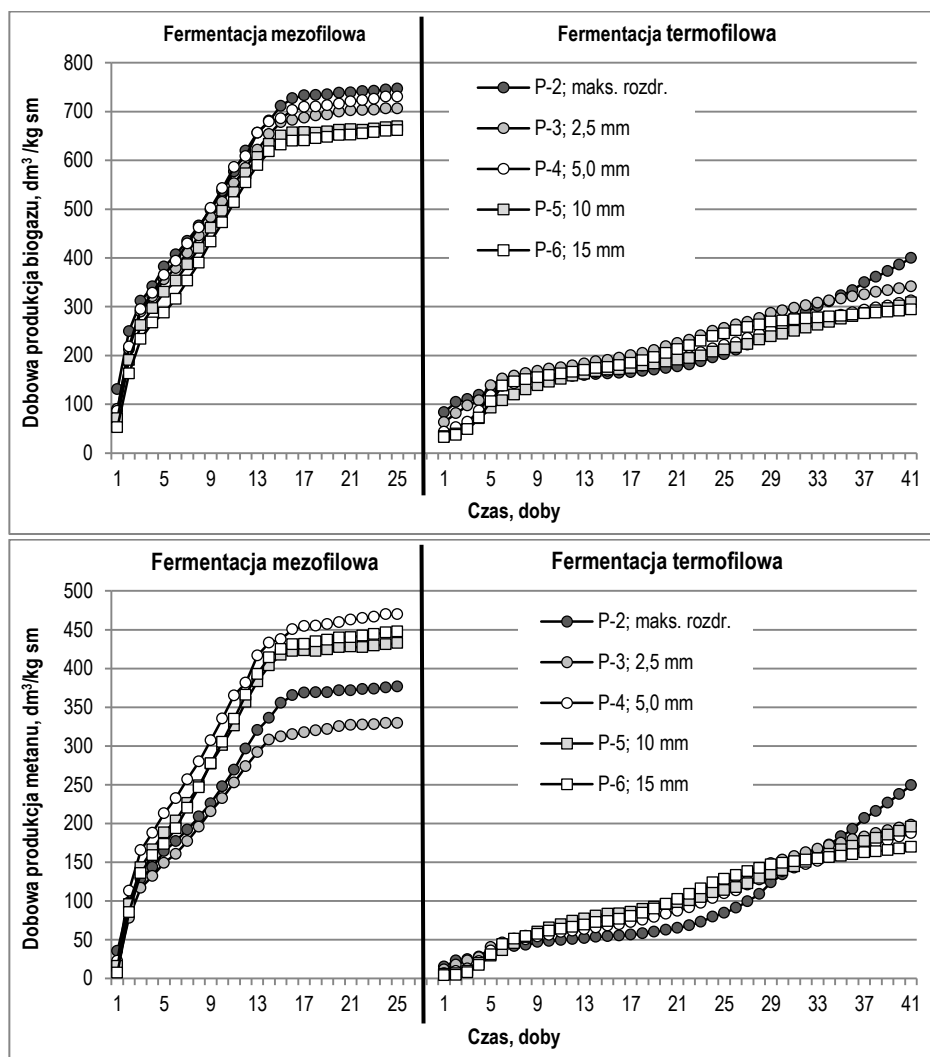 Fermentacja mezofilowa
Fermentacja termofilowa
Dobowa produkcja biogazu, dm³ /kg sm
800
700
600
500
400
300
200
100
0
P-2; maks. rozdr.
P-3; 2,5 mm
P-4; 5,0 mm
P-5; 10 mm
P-6; 15 mm
1 5 9 13 17 21 25 1 5 9 13 17 21 25 29 33 37 41
Czas, doby
Fermentacja mezofilowa
Fermentacja termofilowa
Dobowa produkcja metanu, dm³/kg sm
500
450
400
350
300
250
200
150
100
50
0
P-2; maks. rozdr.
P-3; 2,5 mm
P-4; 5,0 mm
P-5; 10 mm
P-6; 15 mm
1 5 9 13 17 21 25 1 5 9 13 17 21 25 29 33 37 41
Czas, doby